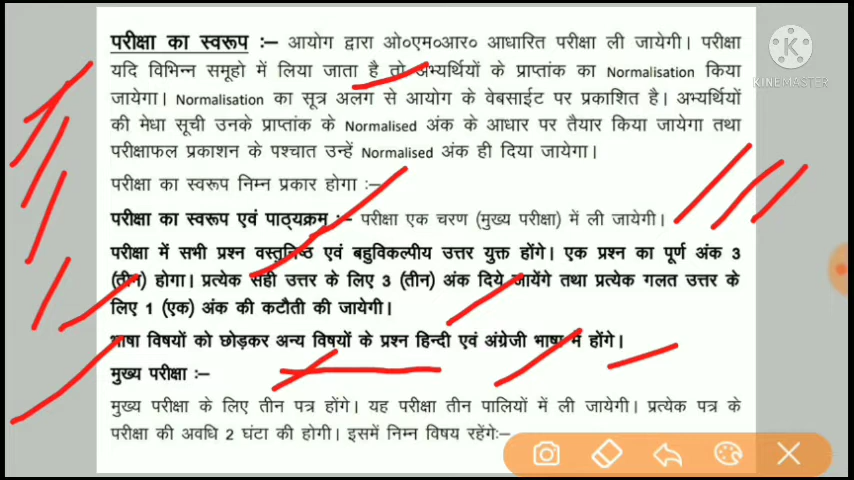 परीक्षा का स्वरूप :– आयोग द्वारा ओ०एम०आर० आधारित परीक्षा ली जायेगी। परीक्षा
यदि विभिन्न समूहो में लिया जाता है तो अभ्यर्थियों के प्राप्तांक का Normalisation किया
जायेगा। Normalisation का सूत्र अलग से आयोग के वेबसाईट पर प्रकाशित है। अभ्यर्थियों
की मेधा सूची उनके प्राप्तांक के Normalised अंक के आधार पर तैयार किया जायेगा तथा
परीक्षाफल प्रकाशन के पश्चात उन्हें Normalised अंक ही दिया जायेगा।
परीक्षा का स्वरूप निम्न प्रकार होगा :–
परीक्षा का स्वरूप एवं पाठ्यक्रम :– परीक्षा एक चरण (मुख्य परीक्षा) में ली जायेगी।
परीक्षा में सभी प्रश्न वस्तुनिष्ठ एवं बहुविकल्पीय उत्तर युक्त होंगे। एक प्रश्न का पूर्ण अंक 3
(तीन) होगा। प्रत्येक सही उत्तर के लिए 3 (तीन) अंक दिये जायेंगे तथा प्रत्येक गलत उत्तर के
लिए 1 (एक) अंक की कटौती की जायेगी।
भाषा विषयों को छोड़कर अन्य विषयों के प्रश्न हिन्दी एवं अंग्रेजी भाषा में होंगे।
मुख्य परीक्षा :–
मुख्य परीक्षा के लिए तीन पत्र होंगे। यह परीक्षा तीन पालियों में ली जायेगी। प्रत्येक पत्र के
परीक्षा की अवधि 2 घंटा की होगी। इसमें निम्न विषय रहेंगे:–
K
KINEMASTER